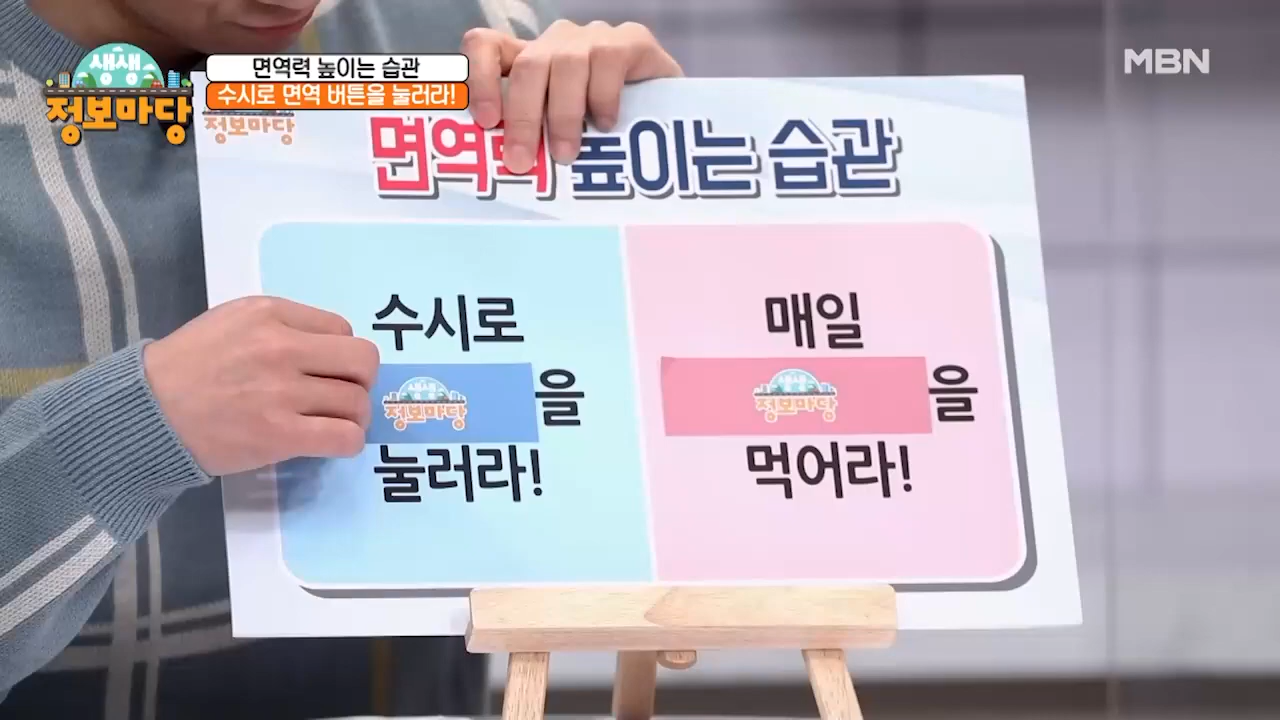 생생
정보마당
면역력 높이는 습관
수시로 면역 버튼을 눌러라!
MBN
정보마당
면역력 높이는 습관
수시로
생생
정보마당
을
눌러라!
매일
생생
정보마당
을
먹어라!